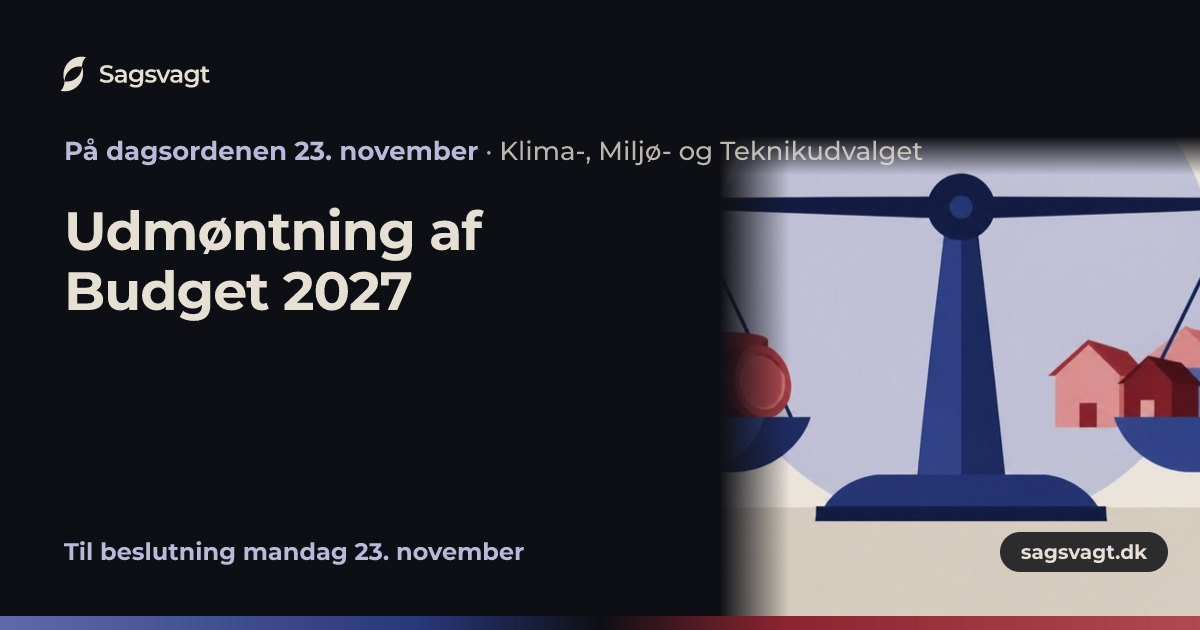 Sagsvagt
På dagsordenen 23. november · Klima-, Miljø- og Teknikudvalget
Udmøntning af
Budget 2027
Til beslutning mandag 23. november
sagsvagt.dk